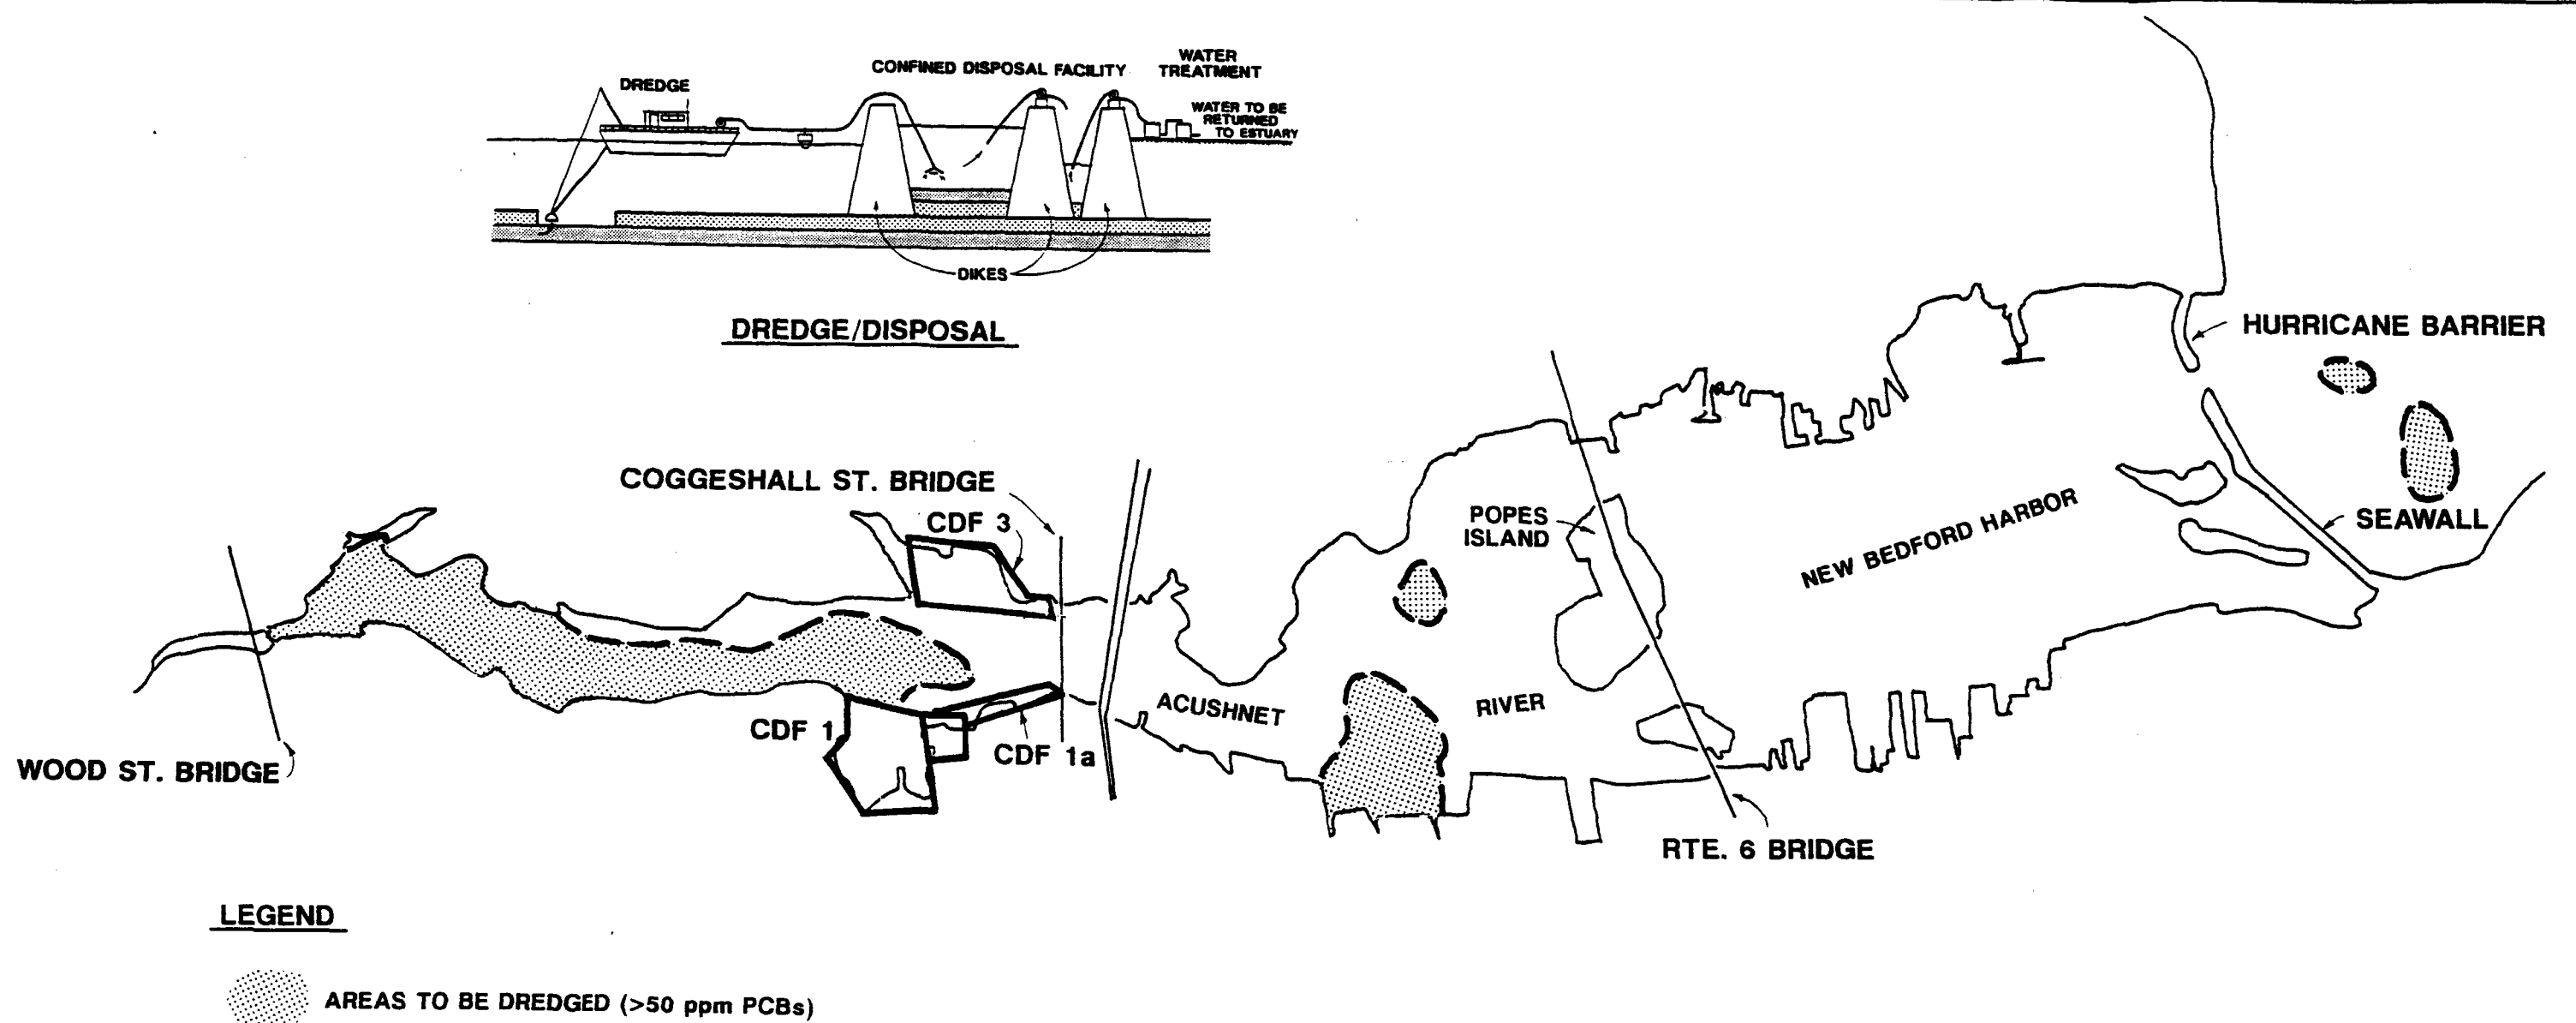 DREDGE
CONFINED DISPOSAL FACILITY
WATER
TREATMENT
WATER TO BE
RETURNED
TO ESTUARY
DIKES
DREDGE/DISPOSAL
HURRICANE BARRIER
COGGESHALL ST. BRIDGE
CDF 3
POPES
ISLAND
NEW BEDFORD HARBOR
SEAWALL
ACUSHNET
RIVER
CDF 1
CDF 1a
WOOD ST. BRIDGE
RTE. 6 BRIDGE
LEGEND
AREAS TO BE DREDGED (>50 ppm PCBs)